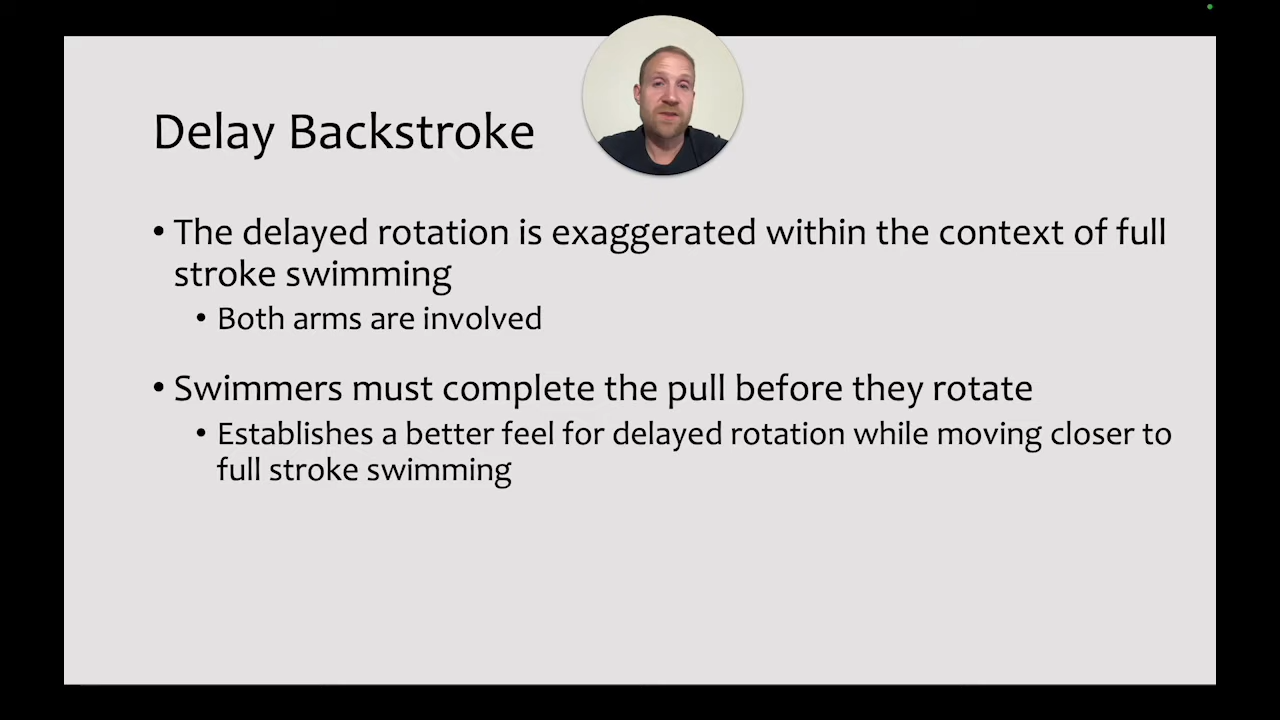 Delay Backstroke
• The delayed rotation is exaggerated within the context of full
stroke swimming
• Both arms are involved
• Swimmers must complete the pull before they rotate
• Establishes a better feel for delayed rotation while moving closer to
full stroke swimming